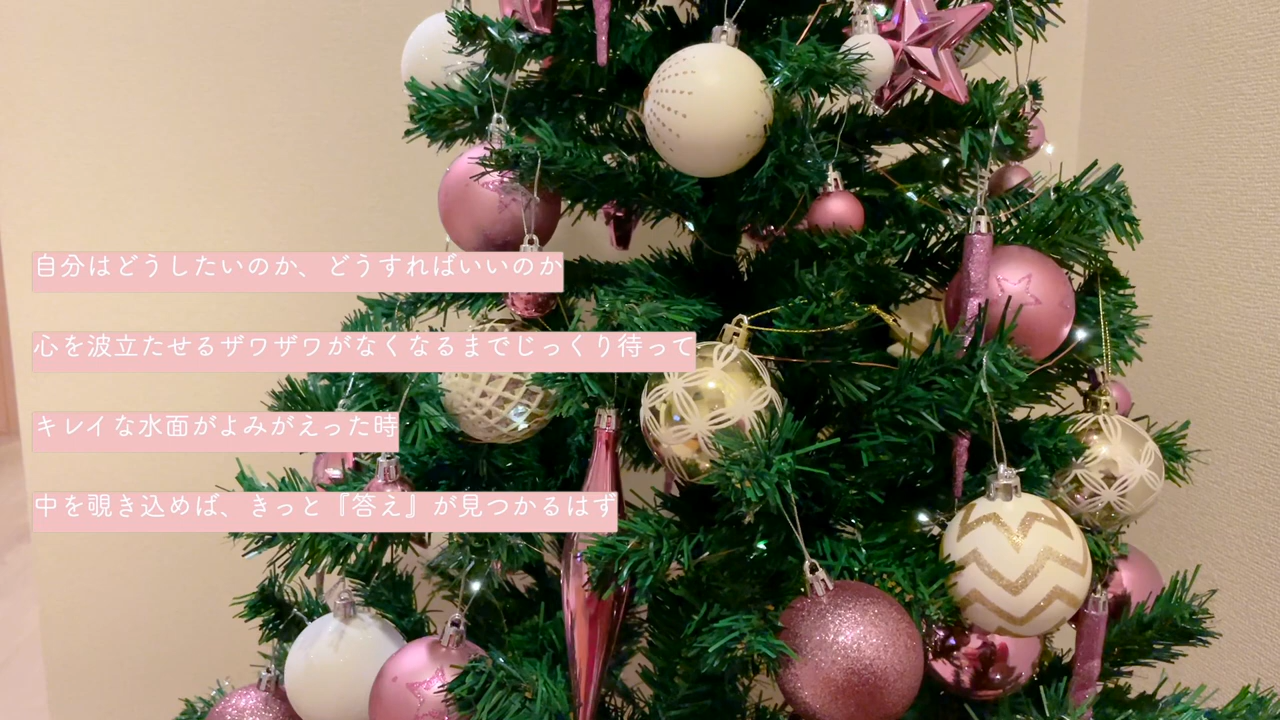 自分はどうしたいのか、どうすればいいのか
心を波立たせるザワザワがなくなるまでじっくり待って
キレイな水面がよみがえった時
中を覗き込めば、きっと『答え』が見つかるはず